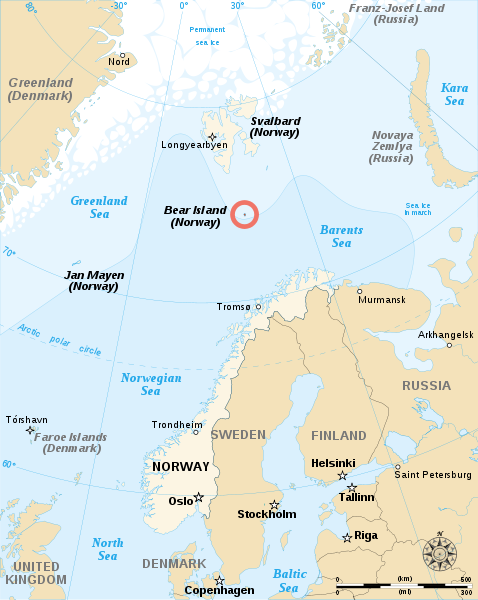 80°
-30°
0°
30°
80°
Franz-Josef Land
(Russia)
Permanent
sea ice
Nord
Greenland
(Denmark)
Kara
Sea
Svalbard
(Norway)
Longyearbyen
Novaya
Zemlya
(Russia)
Greenland
Sea
Bear Island
(Norway)
Sea ice
in march
Barents
Sea
70°
Jan Mayen
(Norway)
Tromsø
Murmansk
Arctic polar circle
Arkhangelsk
Norwegian
Sea
RUSSIA
Tórshavn
Faroe Islands
(Denmark)
Trondheim
SWEDEN
FINLAND
60°
NORWAY
Helsinki
Saint Petersburg
Oslo
Tallinn
Stockholm
North
Sea
Riga
N
UNITED
KINGDOM
DENMARK
Baltic
Sea
Copenhagen
0 (km) 500
0 (mi) 300